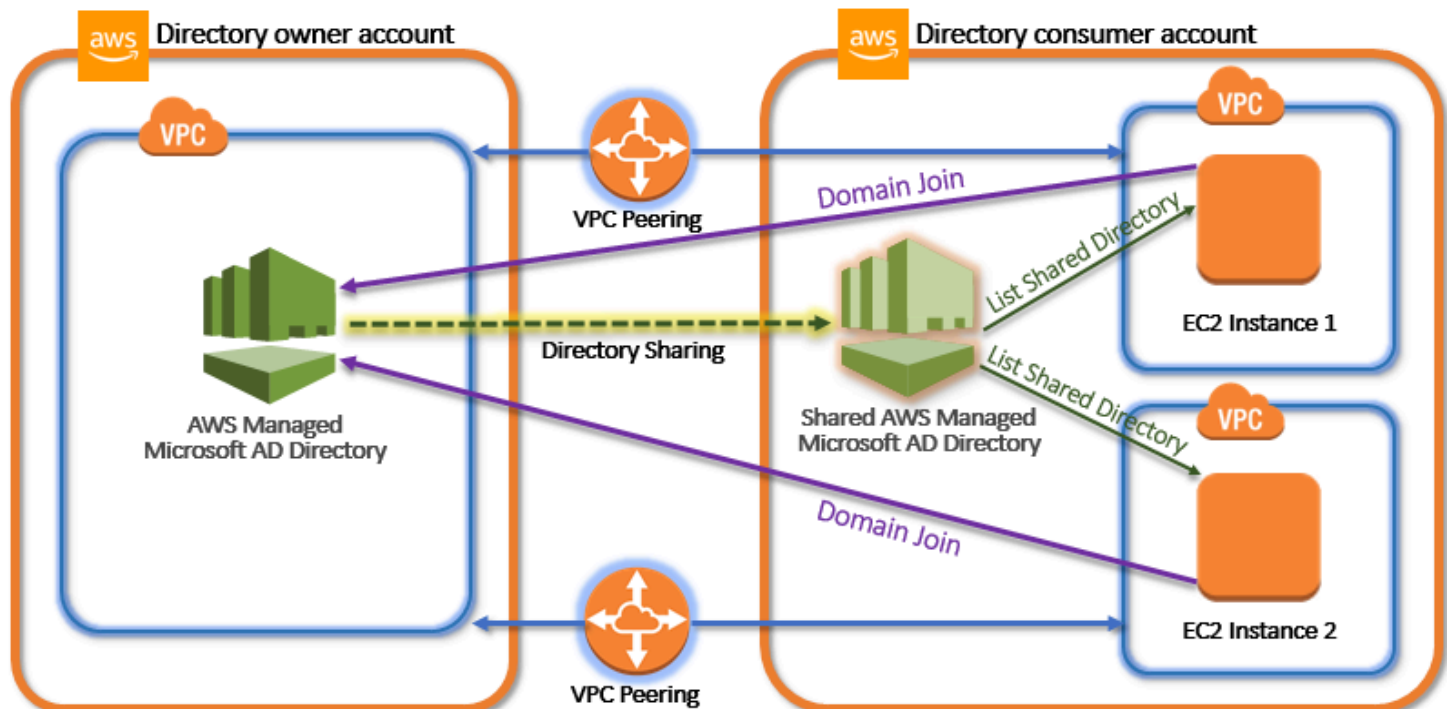 aws
Directory owner account
aws
Directory consumer account
VPC
VPC
VPC Peering
Domain Join
List Shared Directory
EC2 Instance 1
Directory Sharing
AWS Managed
Microsoft AD Directory
Shared AWS Managed
Microsoft AD Directory
List Shared Directory
VPC
Domain Join
EC2 Instance 2
VPC Peering